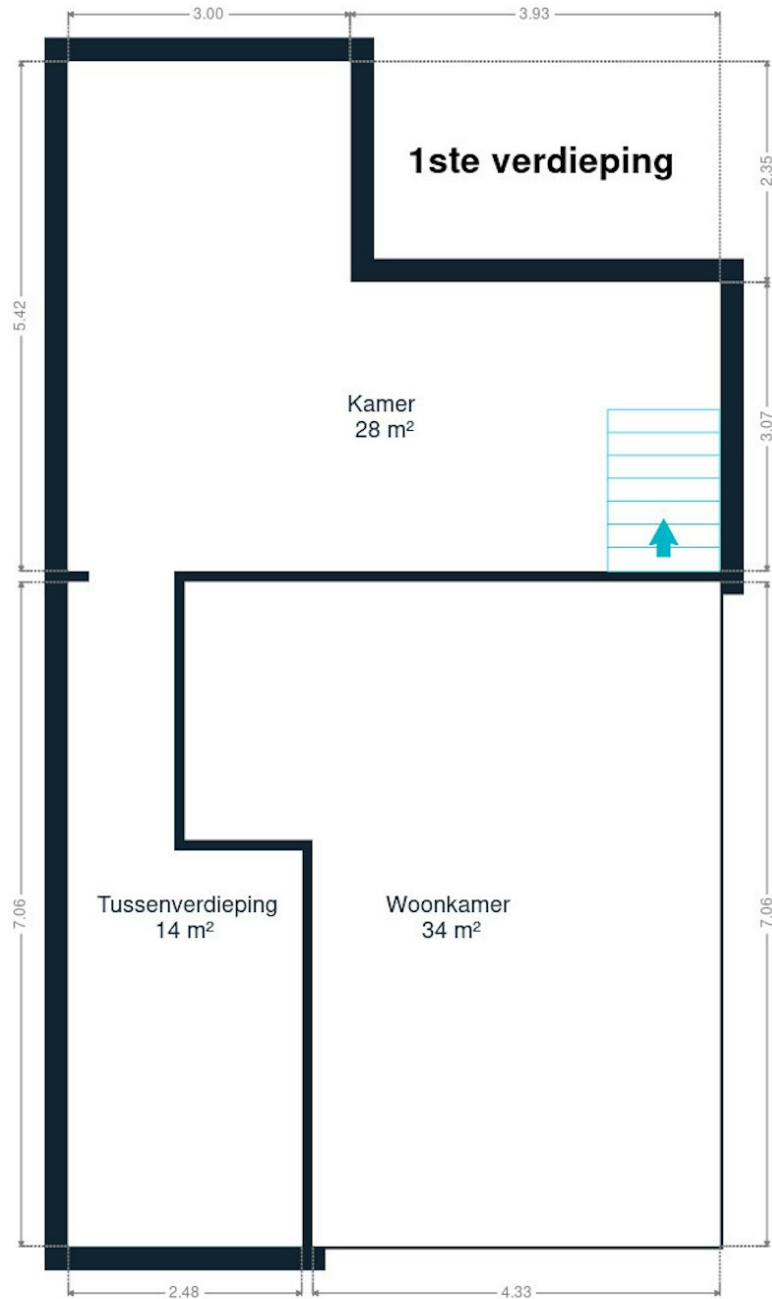 3.00
3.93
1ste verdieping
2.35
5.42
Kamer
28 m²
3.07
7.06
Tussenverdieping
14 m²
Woonkamer
34 m²
7.06
2.48
4.33